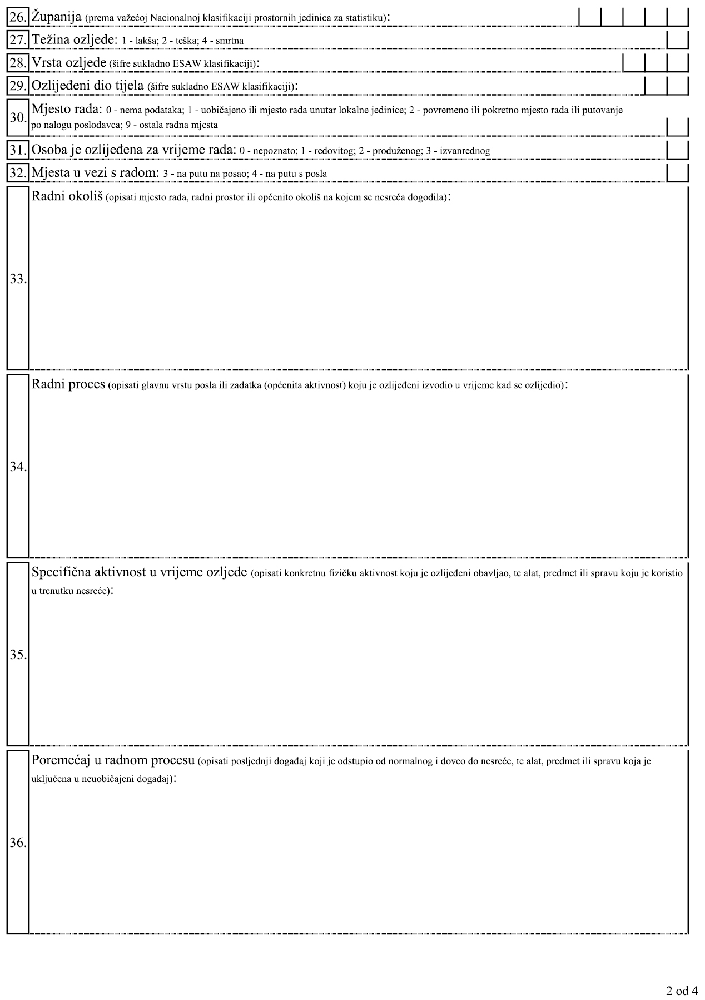 26. Županija (prema važećoj Nacionalnoj klasifikaciji prostornih jedinica za statistiku):
27. Težina ozljede: 1 - lakša; 2 - teška; 4 - smrtna
28. Vrsta ozljede (šifre sukladno ESAW klasifikaciji):
29. Ozlijeđeni dio tijela (šifre sukladno ESAW klasifikaciji):
30. Mjesto rada: 0 - nema podataka; 1 - uobičajeno ili mjesto rada unutar lokalne jedinice; 2 - povremeno ili pokretno mjesto rada ili putovanje
po nalogu poslodavca; 9 - ostala radna mjesta
31. Osoba je ozlijeđena za vrijeme rada: 0 - nepoznato; 1 - redovitog; 2 - produženog; 3 - izvanrednog
32. Mjesta u vezi s radom: 3 - na putu na posao; 4 - na putu s posla
Radni okoliš (opisati mjesto rada, radni prostor ili općenito okoliš na kojem se nesreća dogodila):
33.
Radni proces (opisati glavnu vrstu posla ili zadatka (općenita aktivnost) koju je ozlijeđeni izvodio u vrijeme kad se ozlijedio):
34.
Specifična aktivnost u vrijeme ozljede (opisati konkretnu fizičku aktivnost koju je ozlijeđeni obavljao, te alat, predmet ili spravu koju je koristio
u trenutku nesreće):
35.
Poremećaj u radnom procesu (opisati posljednji događaj koji je odstupio od normalnog i doveo do nesreće, te alat, predmet ili spravu koja je
uključena u neuobičajeni događaj):
36.
2 od 4